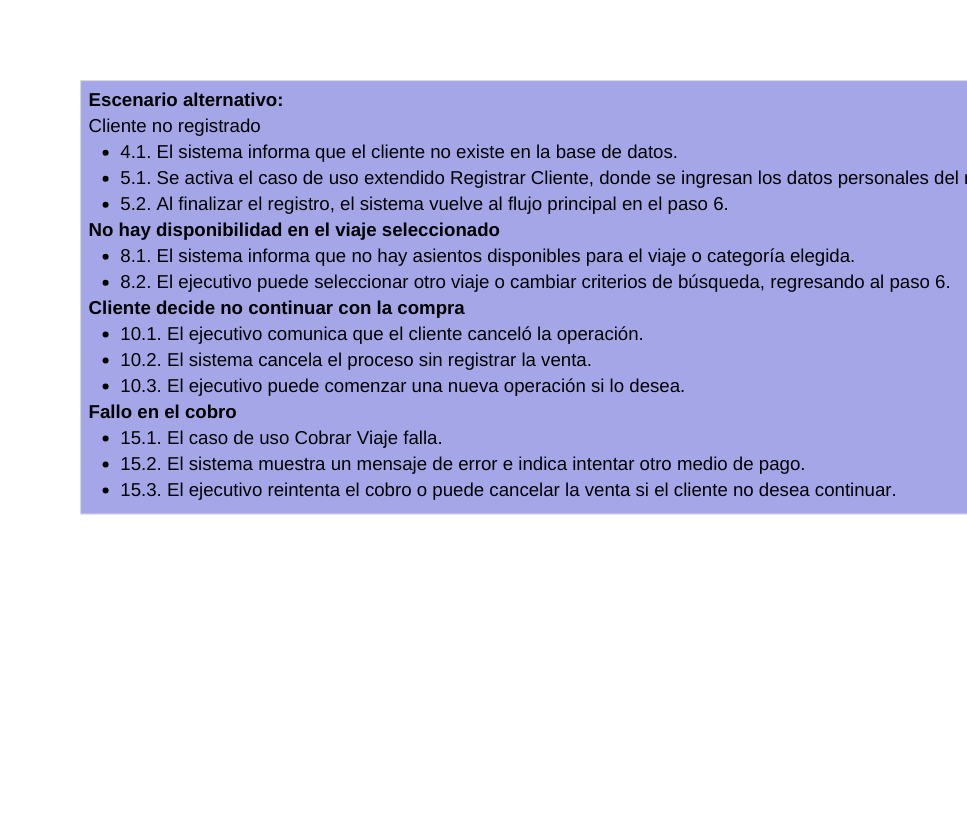 Escenario alternativo:
Cliente no registrado
• 4.1. El sistema informa que el cliente no existe en la base de datos.
• 5.1. Se activa el caso de uso extendido Registrar Cliente, donde se ingresan los datos personales del
• 5.2. Al finalizar el registro, el sistema vuelve al flujo principal en el paso 6.
No hay disponibilidad en el viaje seleccionado
• 8.1. El sistema informa que no hay asientos disponibles para el viaje o categoría elegida.
• 8.2. El ejecutivo puede seleccionar otro viaje o cambiar criterios de búsqueda, regresando al paso 6.
Cliente decide no continuar con la compra
• 10.1. El ejecutivo comunica que el cliente canceló la operación.
• 10.2. El sistema cancela el proceso sin registrar la venta.
• 10.3. El ejecutivo puede comenzar una nueva operación si lo desea.
Fallo en el cobro
• 15.1. El caso de uso Cobrar Viaje falla.
• 15.2. El sistema muestra un mensaje de error e indica intentar otro medio de pago.
• 15.3. El ejecutivo reintenta el cobro o puede cancelar la venta si el cliente no desea continuar.